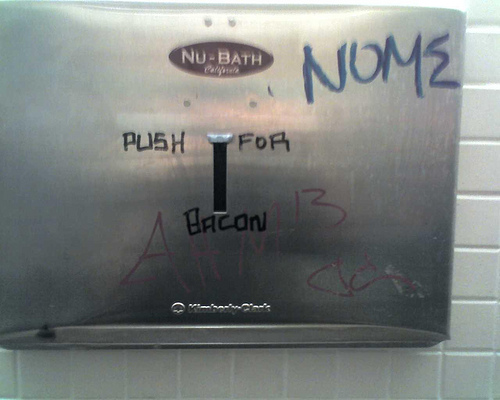 NU-BATH
California
NOME
PUSH FOR
BACON
Kimberly-Clark